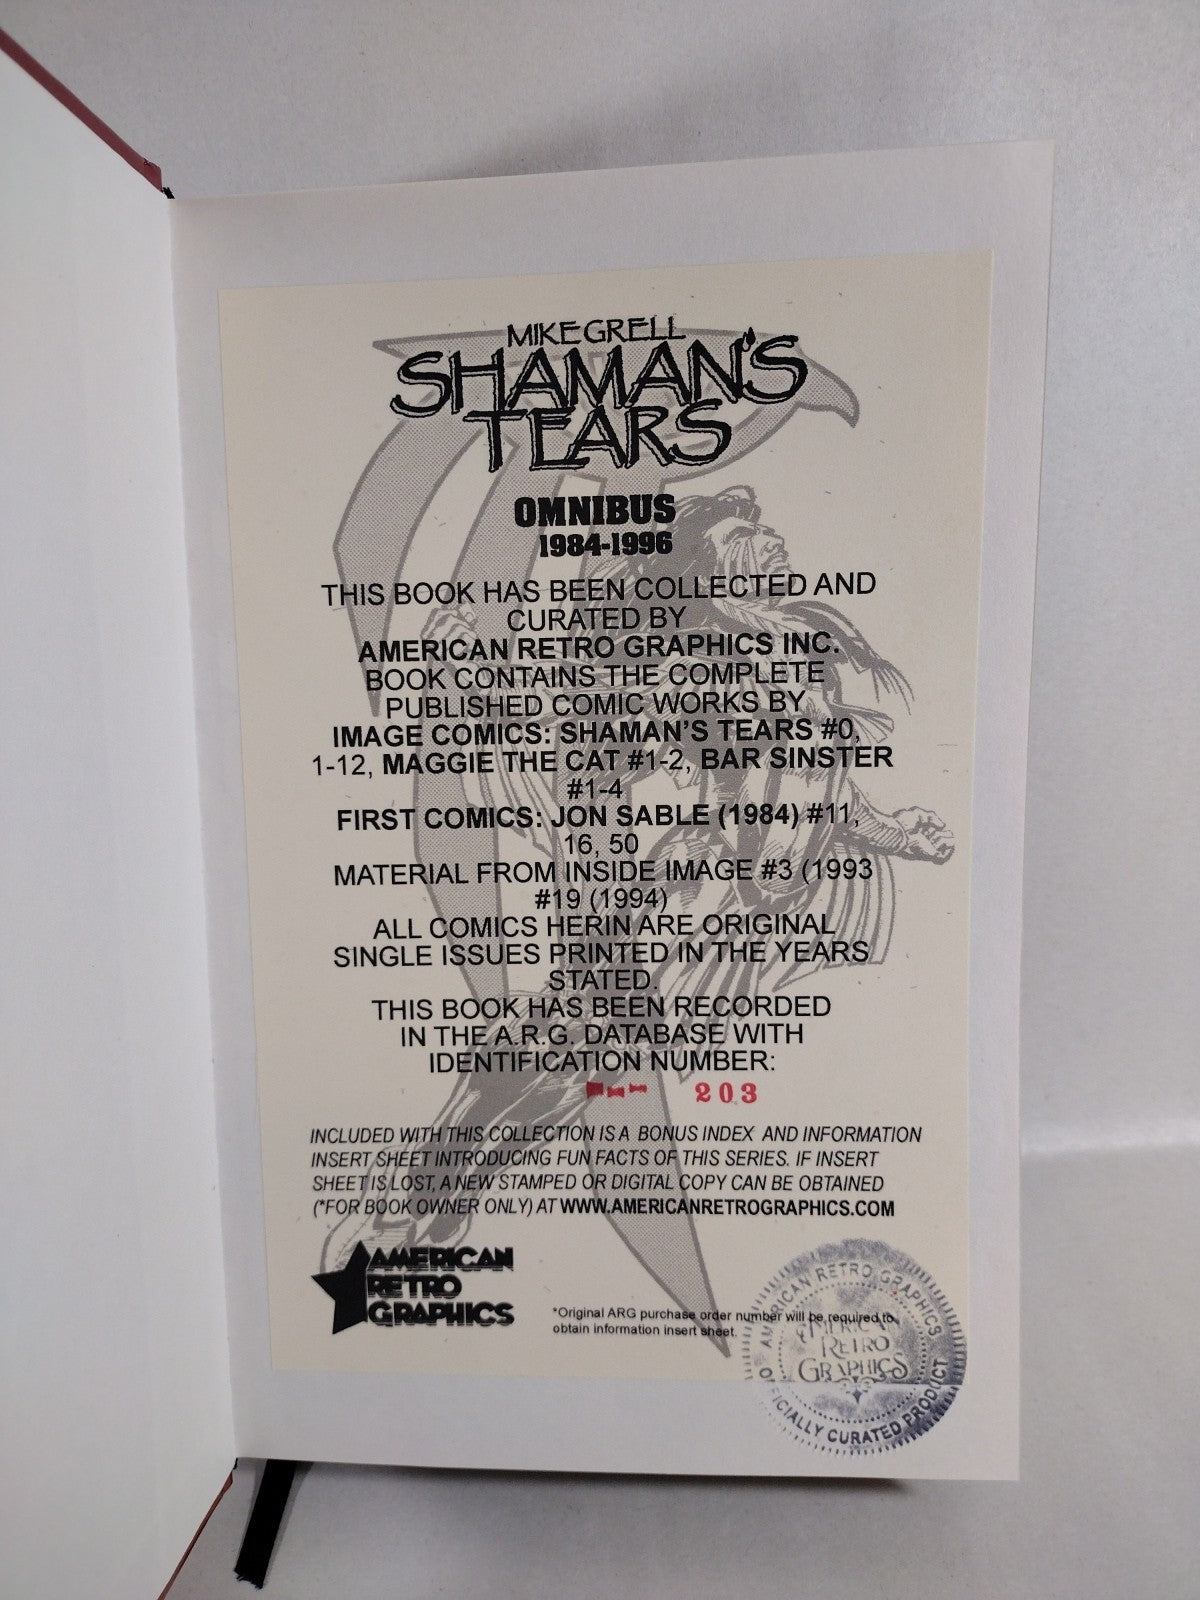 MIKE GRELL
SHAMAN'S
TEARS
OMNIBUS
1984-1996
THIS BOOK HAS BEEN COLLECTED AND
CURATED BY
AMERICAN RETRO GRAPHICS INC.
BOOK CONTAINS THE COMPLETE
PUBLISHED COMIC WORKS BY
IMAGE COMICS: SHAMAN'S TEARS #0,
1-12, MAGGIE THE CAT #1-2, BAR SINSTER
#1-4
FIRST COMICS: JON SABLE (1984) #11,
16, 50
MATERIAL FROM INSIDE IMAGE #3 (1993
#19 (1994)
ALL COMICS HERIN ARE ORIGINAL
SINGLE ISSUES PRINTED IN THE YEARS
STATED.
THIS BOOK HAS BEEN RECORDED
IN THE A.R.G. DATABASE WITH
IDENTIFICATION NUMBER:
203
INCLUDED WITH THIS COLLECTION IS A BONUS INDEX AND INFORMATION
INSERT SHEET INTRODUCING FUN FACTS OF THIS SERIES. IF INSERT
SHEET IS LOST, A NEW STAMPED OR DIGITAL COPY CAN BE OBTAINED
(*FOR BOOK OWNER ONLY) AT WWW.AMERICANRETROGRAPHICS.COM
AMERICAN
RETRO
GRAPHICS
*Original ARG purchase order number will be required to
obtain information insert sheet.
AMERICAN RETRO GRAPHICS
AMERICAN
RETRO
GRAPHICS
OFFICIALLY CURATED PRODUCT